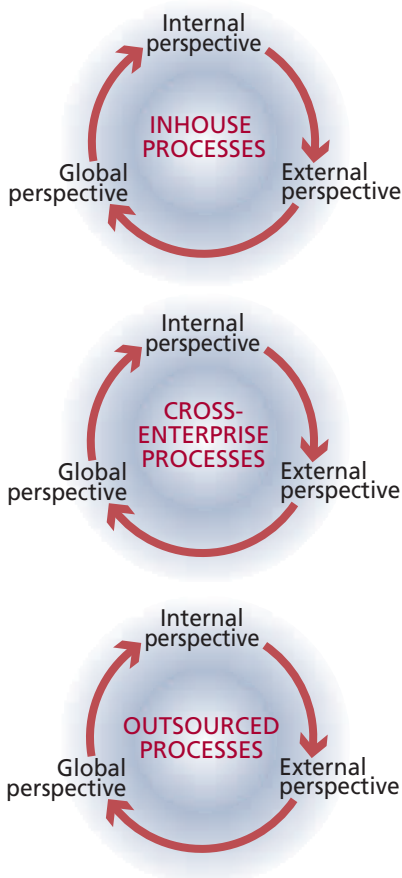 Internal
perspective
INHOUSE
PROCESSES
Global
perspective
External
perspective
Internal
perspective
CROSS-
ENTERPRISE
PROCESSES
Global
perspective
External
perspective
Internal
perspective
OUTSOURCED
PROCESSES
Global
perspective
External
perspective